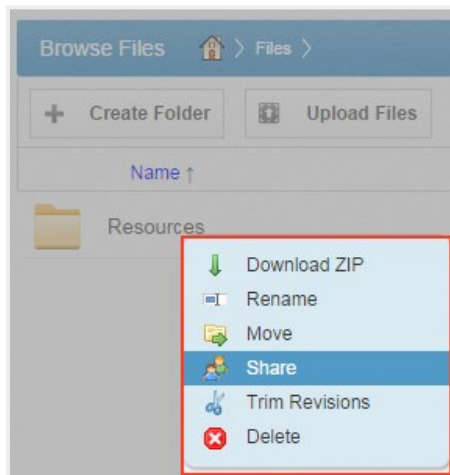 Browse Files > Files >
+ Create Folder Upload Files
Name ↑
Resources
Download ZIP
Rename
Move
Share
Trim Revisions
Delete